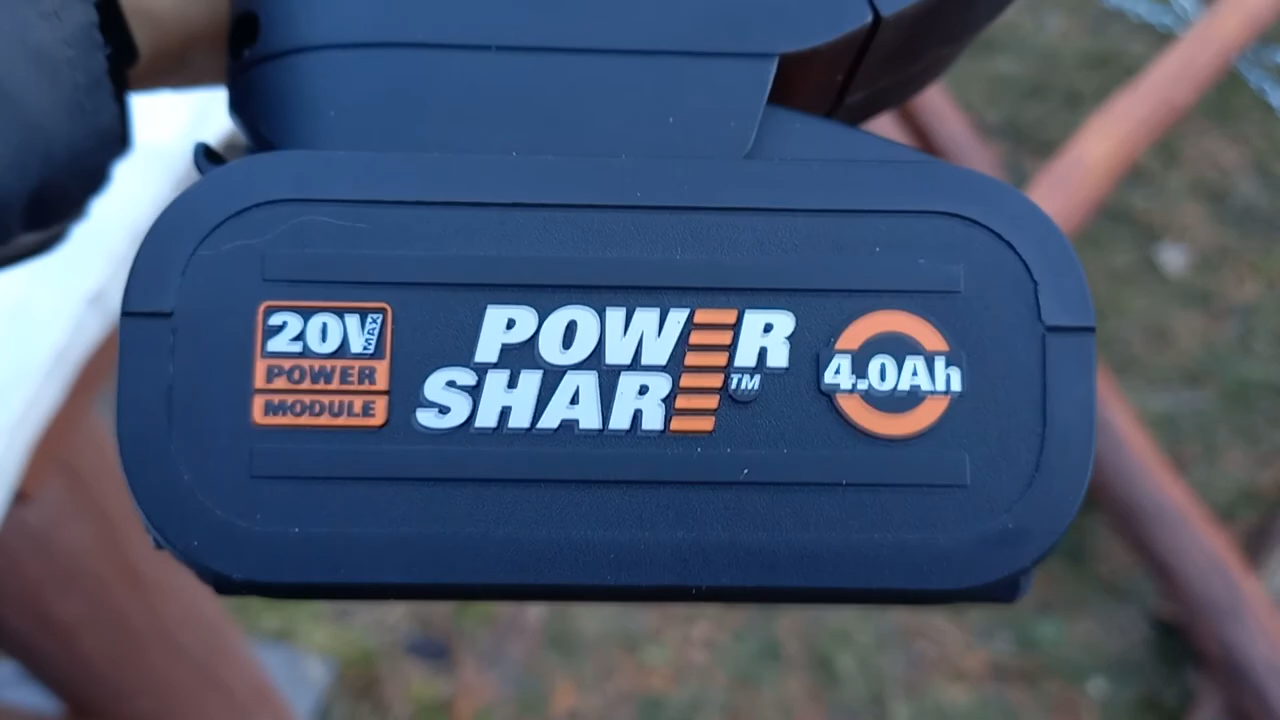 20V MAX
POWER
MODULE
POWER
SHARE™
4.0Ah